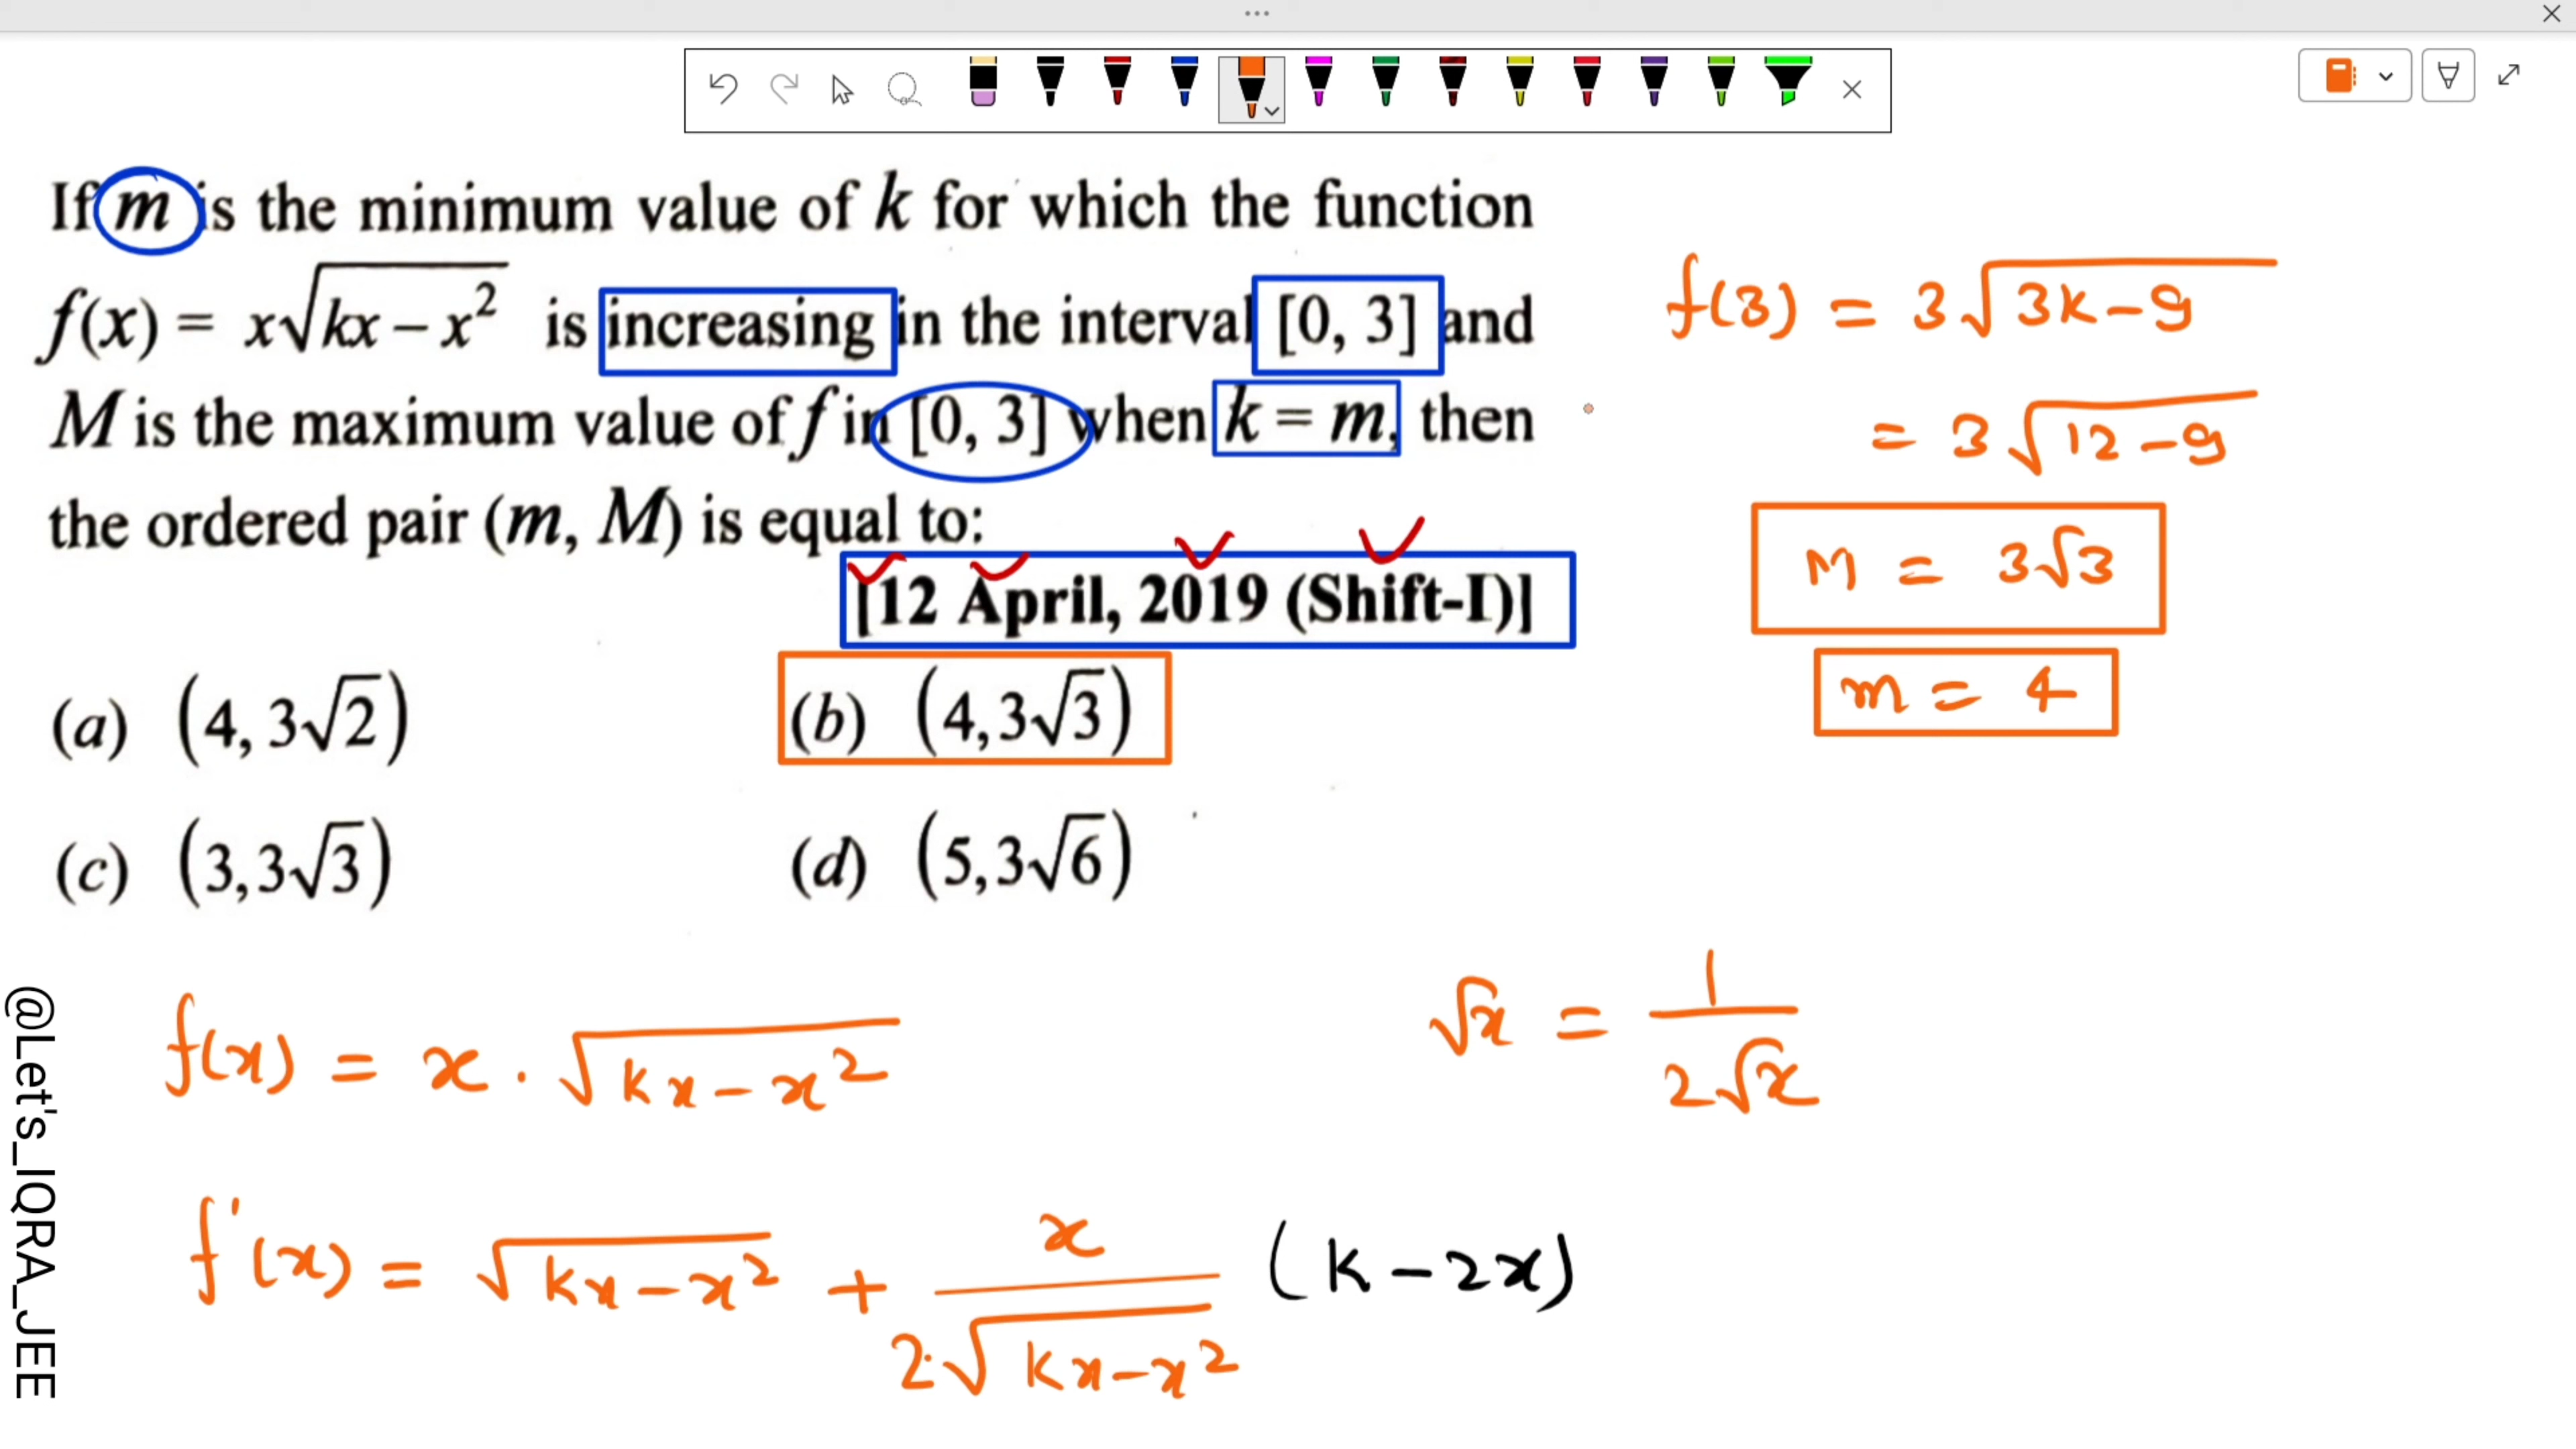 If m is the minimum value of k for which the function
f(x) = x√(kx – x²) is increasing in the interval [0, 3] and
M is the maximum value of f in [0, 3] when k = m, then
the ordered pair (m, M) is equal to:
[12 April, 2019 (Shift-I)]
(a) (4, 3√2) (b) (4, 3√3)
(c) (3, 3√3) (d) (5, 3√6)
f(3) = 3√(3k-9)
= 3√(12-9)
M = 3√3
m = 4
f(x) = x . √(kx-x²)
√x = 1/(2√x)
f'(x) = √(kx-x²) + x/(2.√(kx-x²)) (k-2x)
@Let's_IQRA_JEE